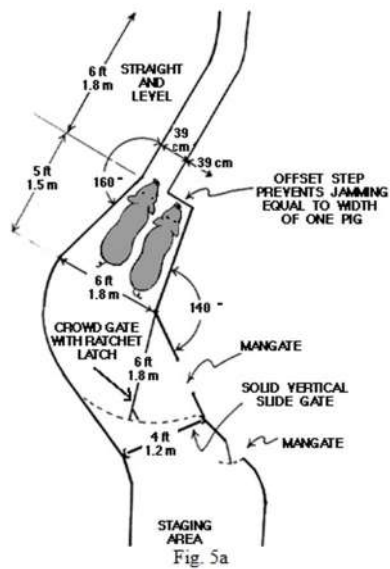 6 ft
1.8 m
STRAIGHT
AND
LEVEL
39
cm
39 cm
5 ft
1.5 m
160°
OFFSET STEP
PREVENTS JAMMING
EQUAL TO WIDTH
OF ONE PIG
6 ft
1.8 m
140°
CROWD GATE
WITH RATCHET
LATCH
6 ft
1.8 m
MANGATE
SOLID VERTICAL
SLIDE GATE
4 ft
1.2 m
MANGATE
STAGING
AREA
Fig. 5a